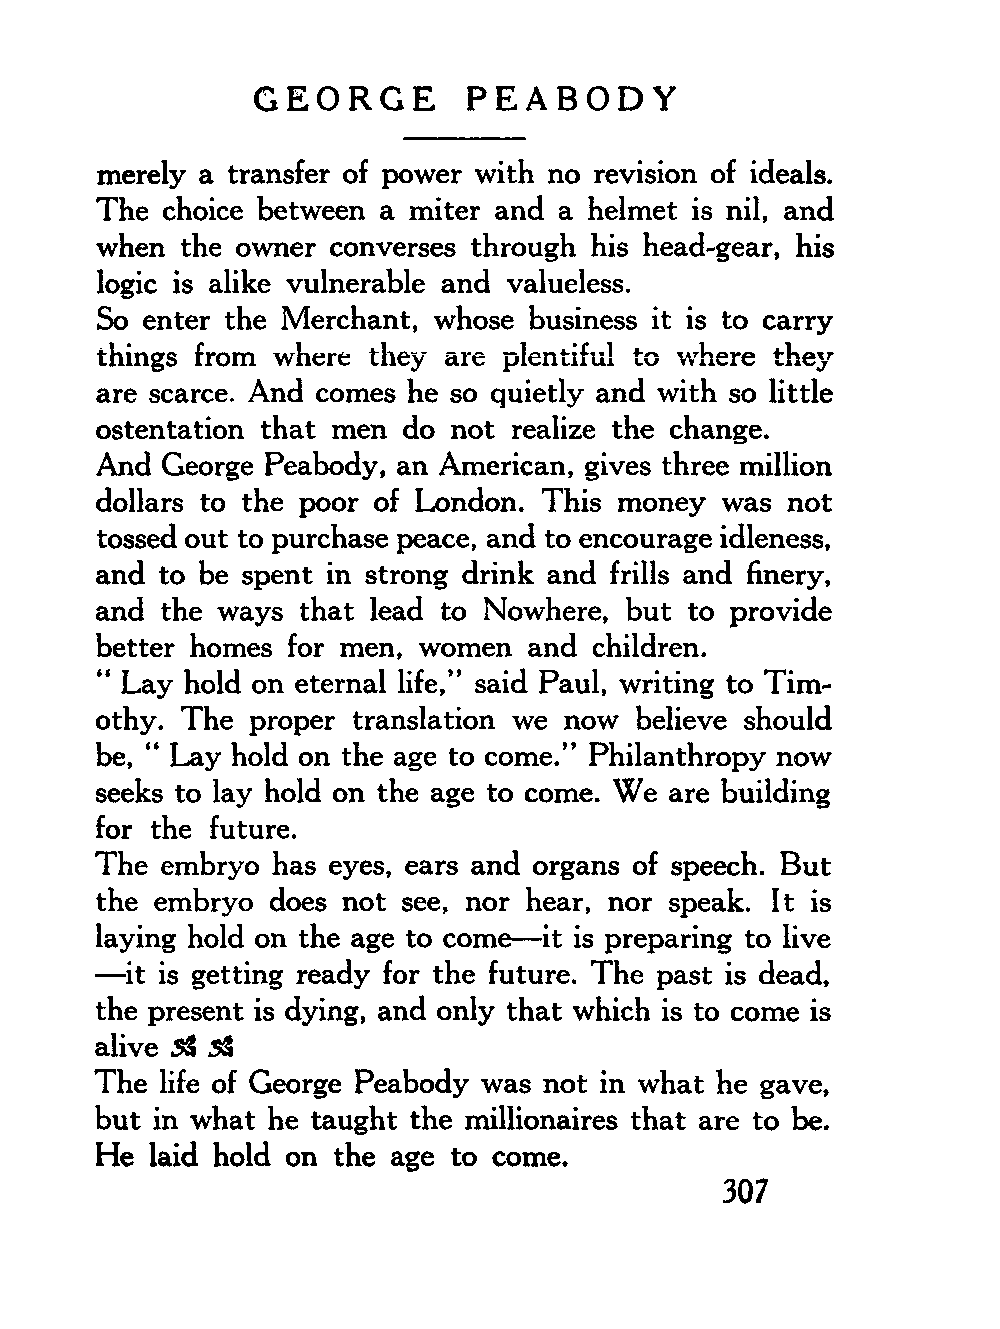 GEORGE PEABODY
merely a transfer of power with no revision of ideals.
The choice between a miter and a helmet is nil, and
when the owner converses through his head-gear, his
logic is alike vulnerable and valueless.
So enter the Merchant, whose business it is to carry
things from where they are plentiful to where they
are scarce. And comes he so quietly and with so little
ostentation that men do not realize the change.
And George Peabody, an American, gives three million
dollars to the poor of London. This money was not
tossed out to purchase peace, and to encourage idleness,
and to be spent in strong drink and frills and finery,
and the ways that lead to Nowhere, but to provide
better homes for men, women and children.
“ Lay hold on eternal life,” said Paul, writing to Tim-
othy. The proper translation we now believe should
be, “ Lay hold on the age to come.” Philanthropy now
seeks to lay hold on the age to come. We are building
for the future.
The embryo has eyes, ears and organs of speech. But
the embryo does not see, nor hear, nor speak. It is
laying hold on the age to come—it is preparing to live
—it is getting ready for the future. The past is dead,
the present is dying, and only that which is to come is
alive
The life of George Peabody was not in what he gave,
but in what he taught the millionaires that are to be.
He laid hold on the age to come.
307